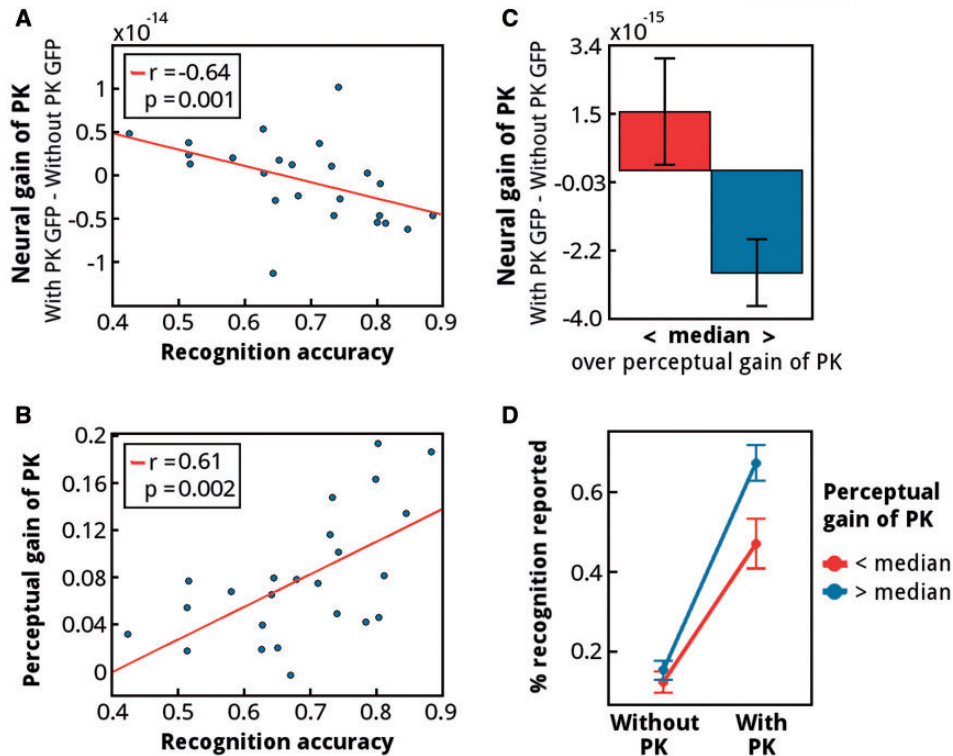 A
x10^-14
Neural gain of PK
With PK GFP - Without PK GFP
r = -0.64
p = 0.001
1
0.5
0
-0.5
-1
0.4 0.5 0.6 0.7 0.8 0.9
Recognition accuracy
B
Perceptual gain of PK
r = 0.61
p = 0.002
0.2
0.16
0.12
0.08
0.04
0
0.4 0.5 0.6 0.7 0.8 0.9
Recognition accuracy
C
x10^-15
Neural gain of PK
With PK GFP - Without PK GFP
3.4
1.5
-0.03
-2.2
-4.0
< median >
over perceptual gain of PK
D
% recognition reported
0.6
0.4
0.2
Without PK
With PK
Perceptual
gain of PK
< median
> median